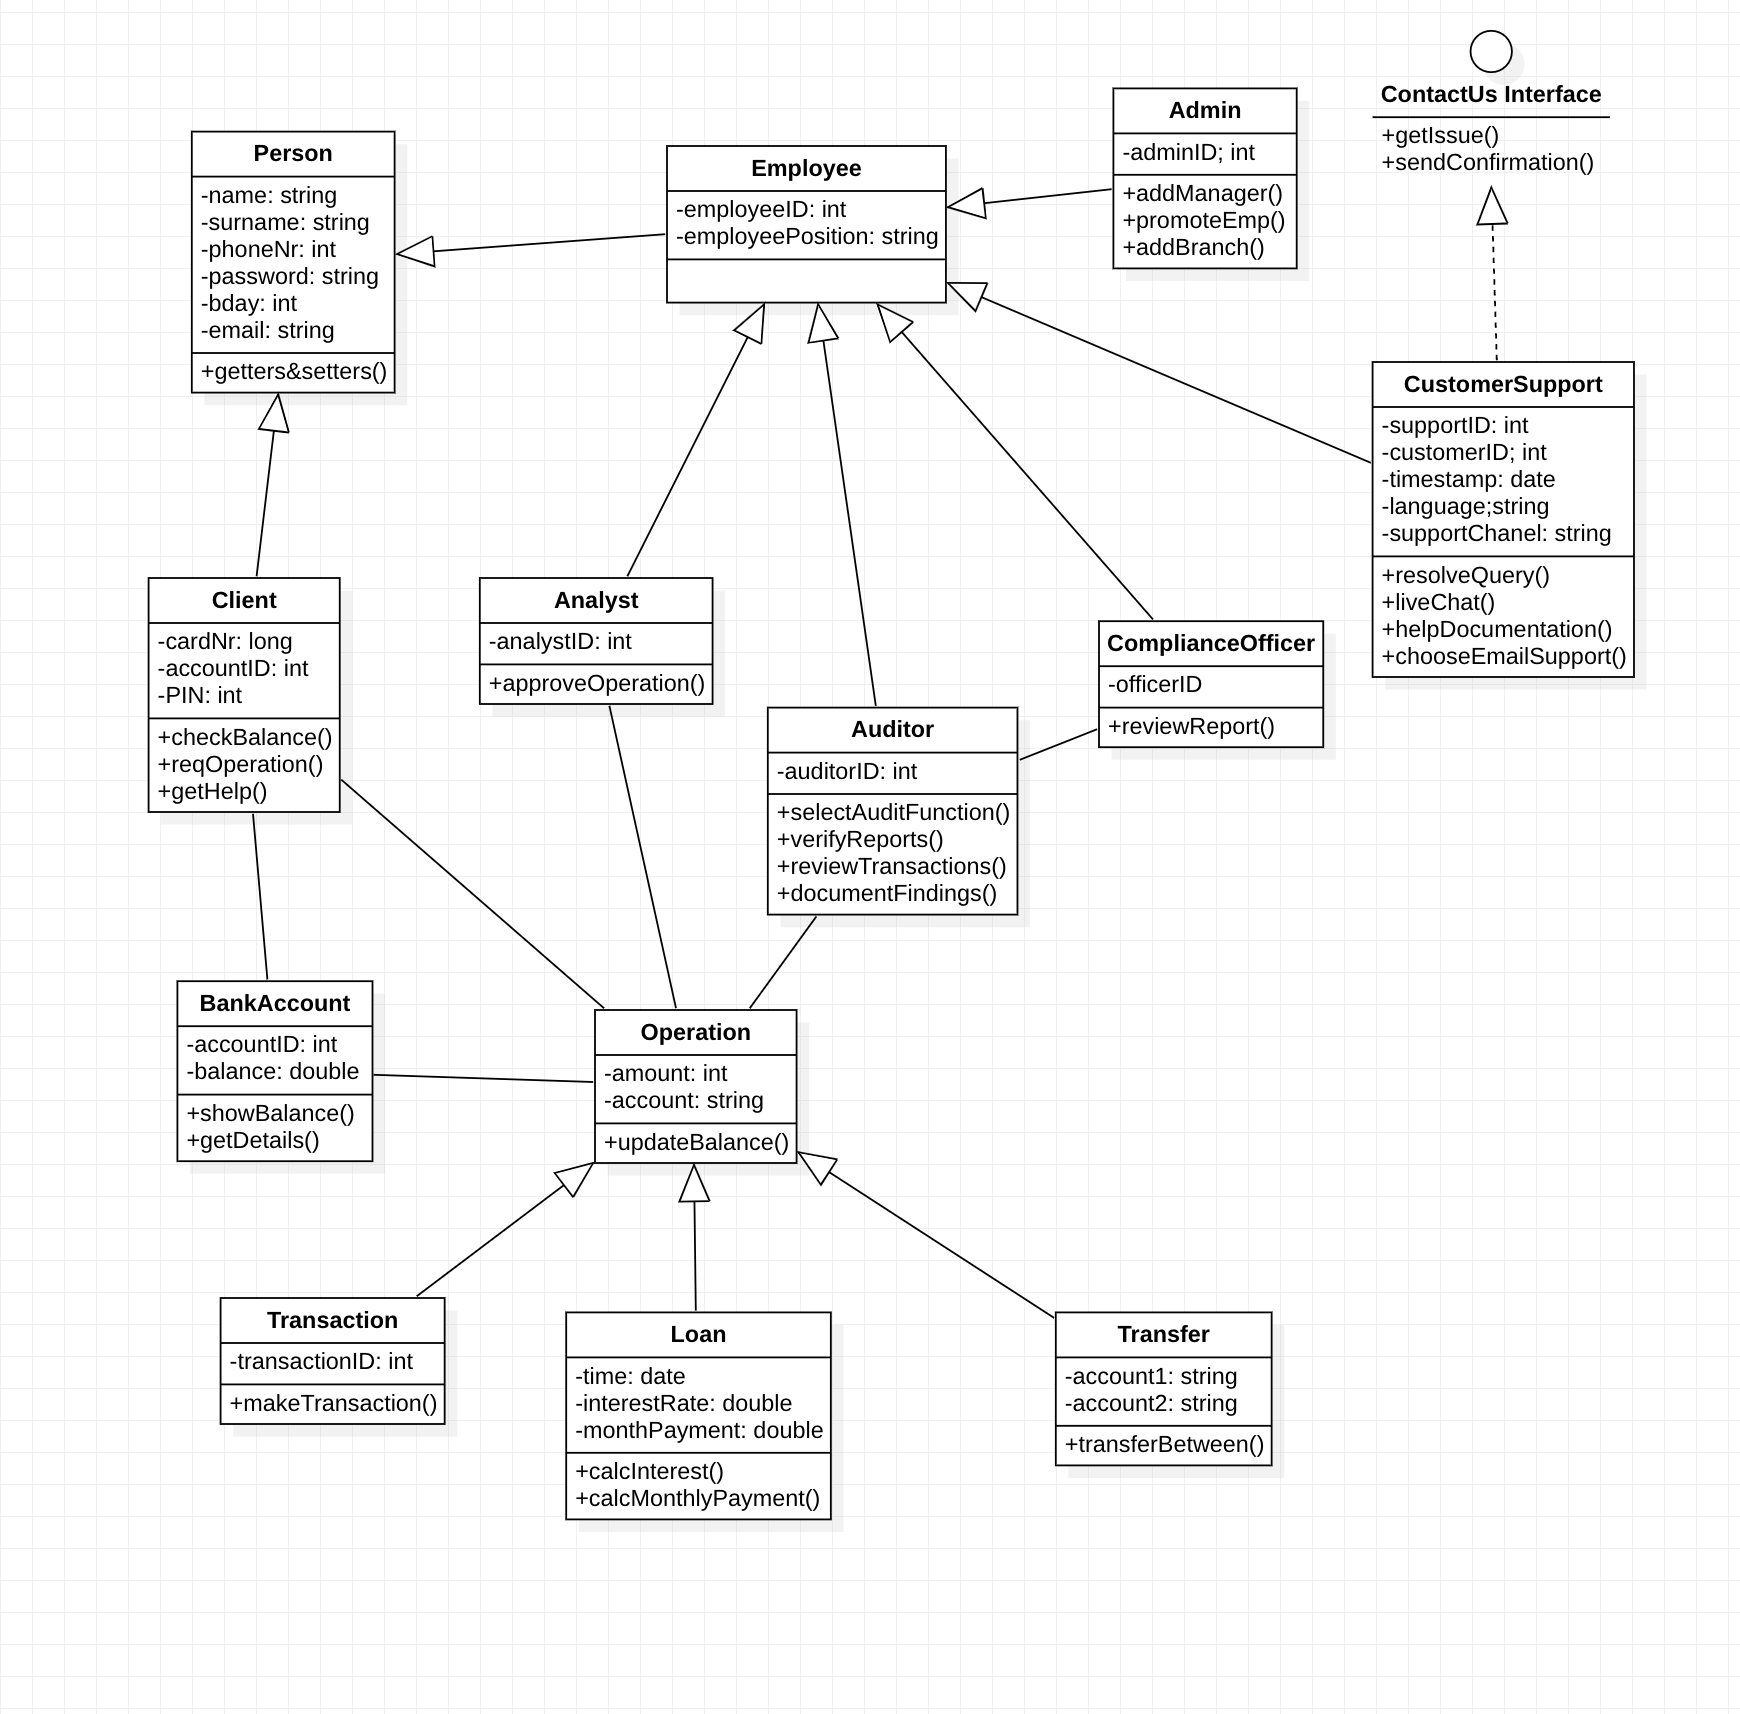 ContactUs Interface
+getIssue()
+sendConfirmation()
Admin
-adminID; int
+addManager()
+promoteEmp()
+addBranch()
Person
-name: string
-surname: string
-phoneNr: int
-password: string
-bday: int
-email: string
+getters&setters()
Employee
-employeeID: int
-employeePosition: string
CustomerSupport
-supportID: int
-customerID; int
-timestamp: date
-language;string
-supportChanel: string
+resolveQuery()
+liveChat()
+helpDocumentation()
+chooseEmailSupport()
Client
-cardNr: long
-accountID: int
-PIN: int
+checkBalance()
+reqOperation()
+getHelp()
Analyst
-analystID: int
+approveOperation()
ComplianceOfficer
-officerID
+reviewReport()
Auditor
-auditorID: int
+selectAuditFunction()
+verifyReports()
+reviewTransactions()
+documentFindings()
BankAccount
-accountID: int
-balance: double
+showBalance()
+getDetails()
Operation
-amount: int
-account: string
+updateBalance()
Transaction
-transactionID: int
+makeTransaction()
Loan
-time: date
-interestRate: double
-monthPayment: double
+calcInterest()
+calcMonthlyPayment()
Transfer
-account1: string
-account2: string
+transferBetween()